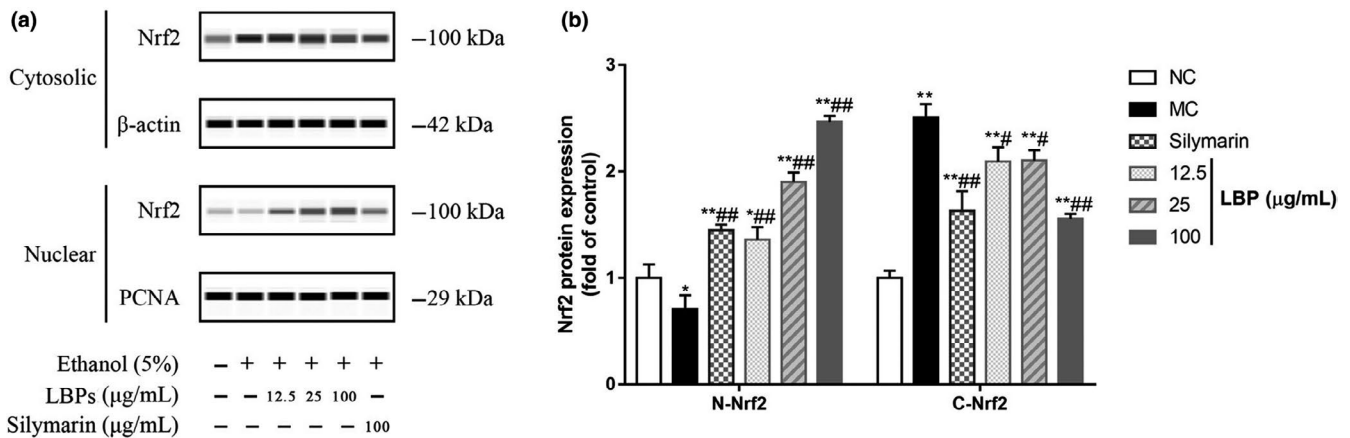 (a)
Cytosolic
Nrf2
–100 kDa
β-actin
–42 kDa
Nuclear
Nrf2
–100 kDa
PCNA
–29 kDa
Ethanol (5%) – + + + + +
LBPs (μg/mL) – – 12.5 25 100 –
Silymarin (μg/mL) – – – – – 100
(b)
Nrf2 protein expression
(fold of control)
3
2
1
0
*
**##
*##
**##
**##
**
**##
**#
**#
**##
N-Nrf2
C-Nrf2
NC
MC
Silymarin
12.5
25
100
LBP (μg/mL)